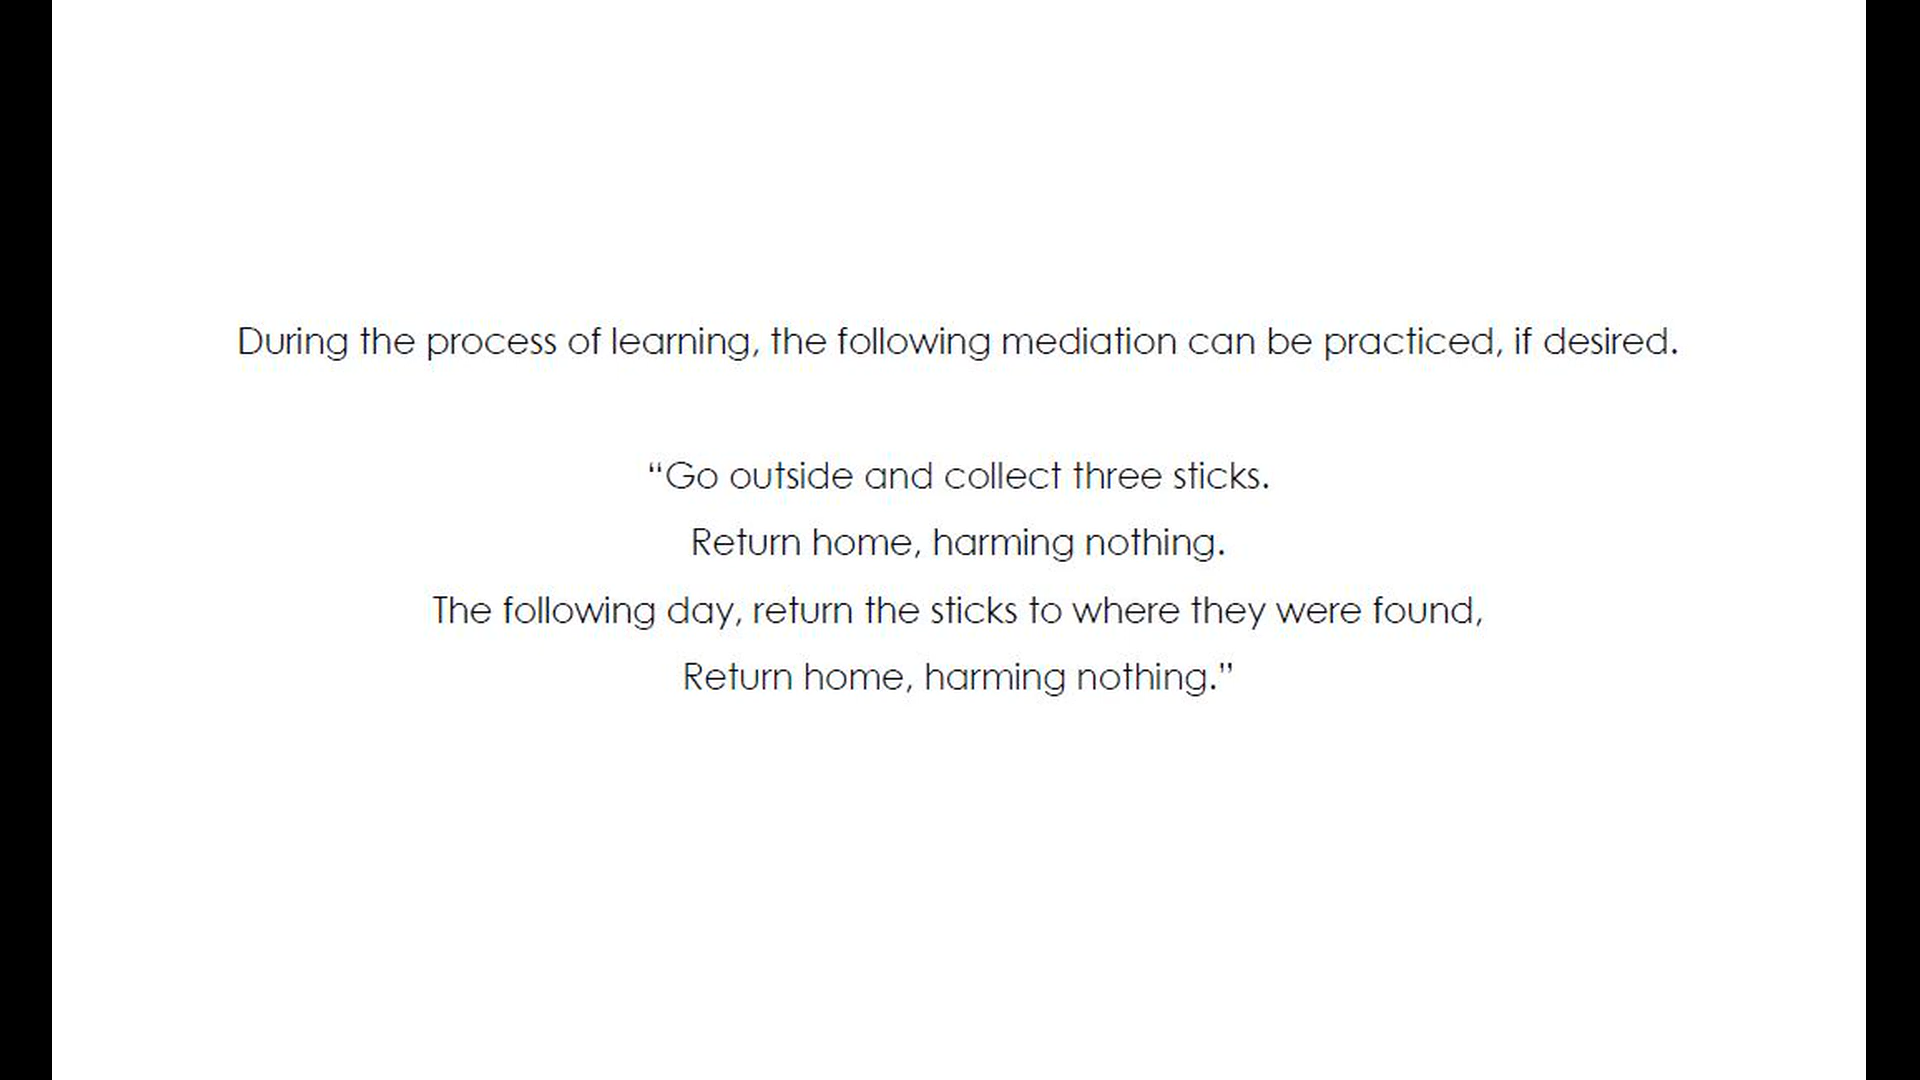 During the process of learning, the following mediation can be practiced, if desired.
“Go outside and collect three sticks.
Return home, harming nothing.
The following day, return the sticks to where they were found,
Return home, harming nothing.”